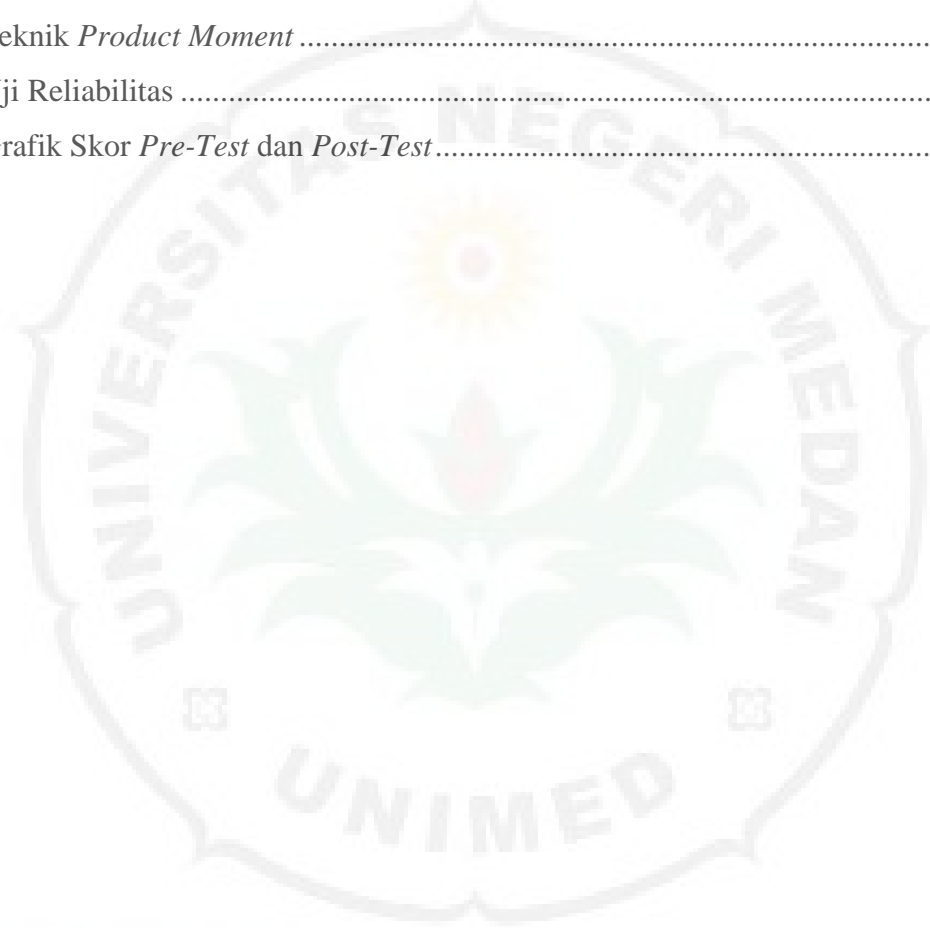 eknik Product Moment ........................................................................
ji Reliabilitas ........................................................................................
rafik Skor Pre-Test dan Post-Test .......................................................
UNIVERSITAS NEGERI MEDAN
UNIMED